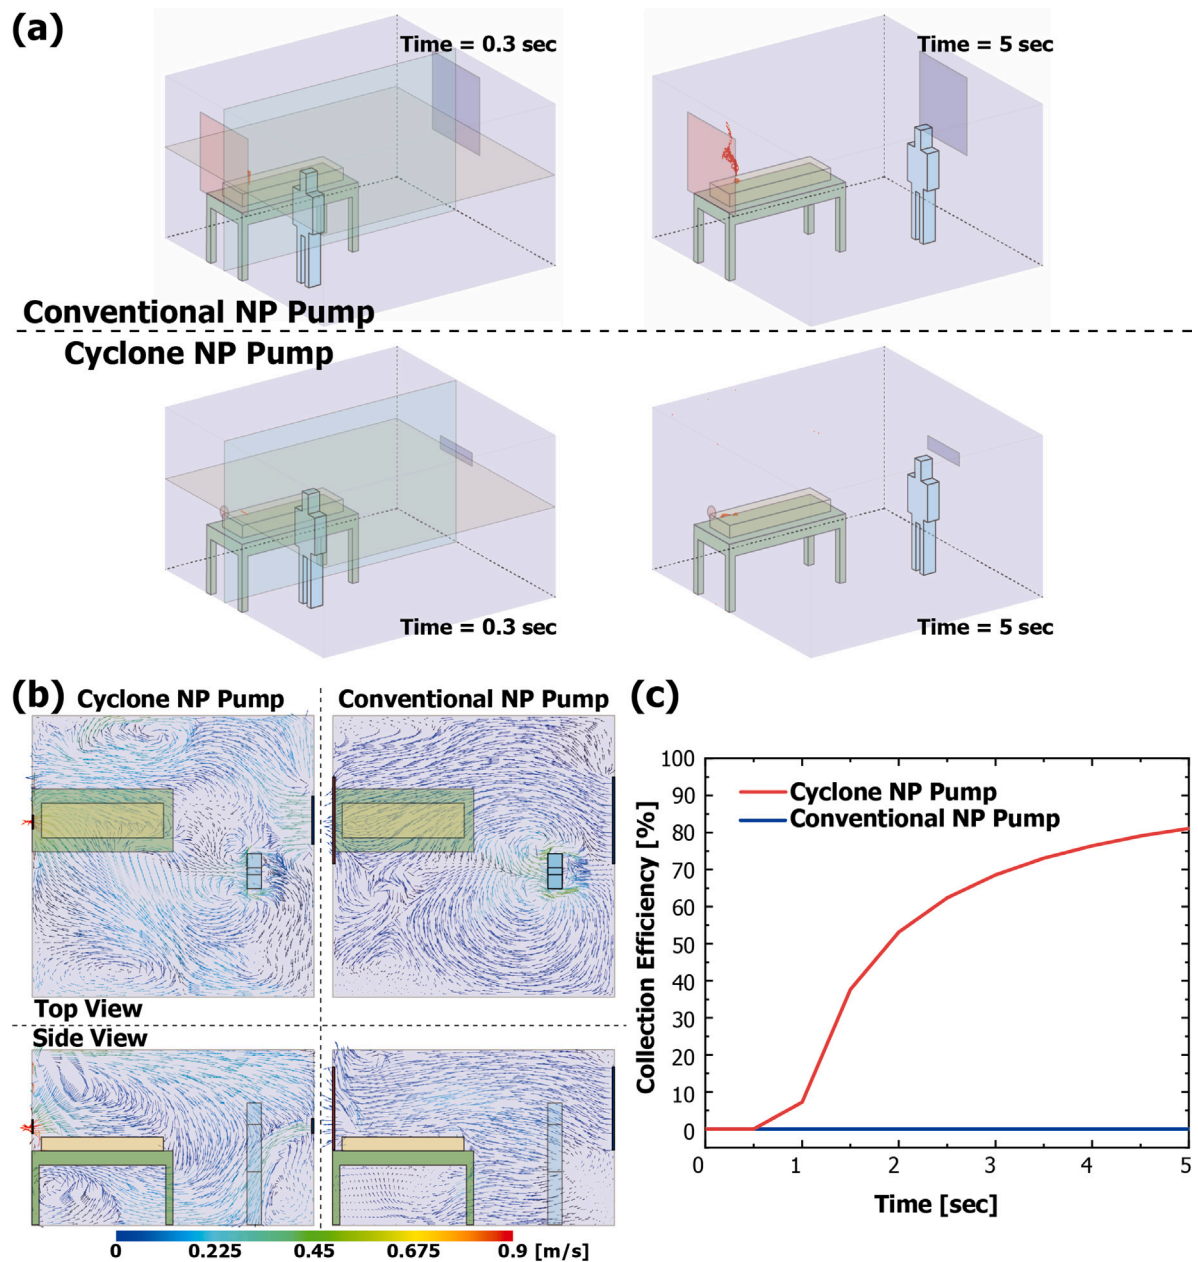 (a)
Time = 0.3 sec
Time = 5 sec
Conventional NP Pump
Cyclone NP Pump
Time = 0.3 sec
Time = 5 sec
(b)
Cyclone NP Pump
Conventional NP Pump
Top View
Side View
0
0.225
0.45
0.675
0.9
[m/s]
(c)
Collection Efficiency [%]
100
90
80
70
60
50
40
30
20
10
0
Cyclone NP Pump
Conventional NP Pump
0
1
2
3
4
5
Time [sec]